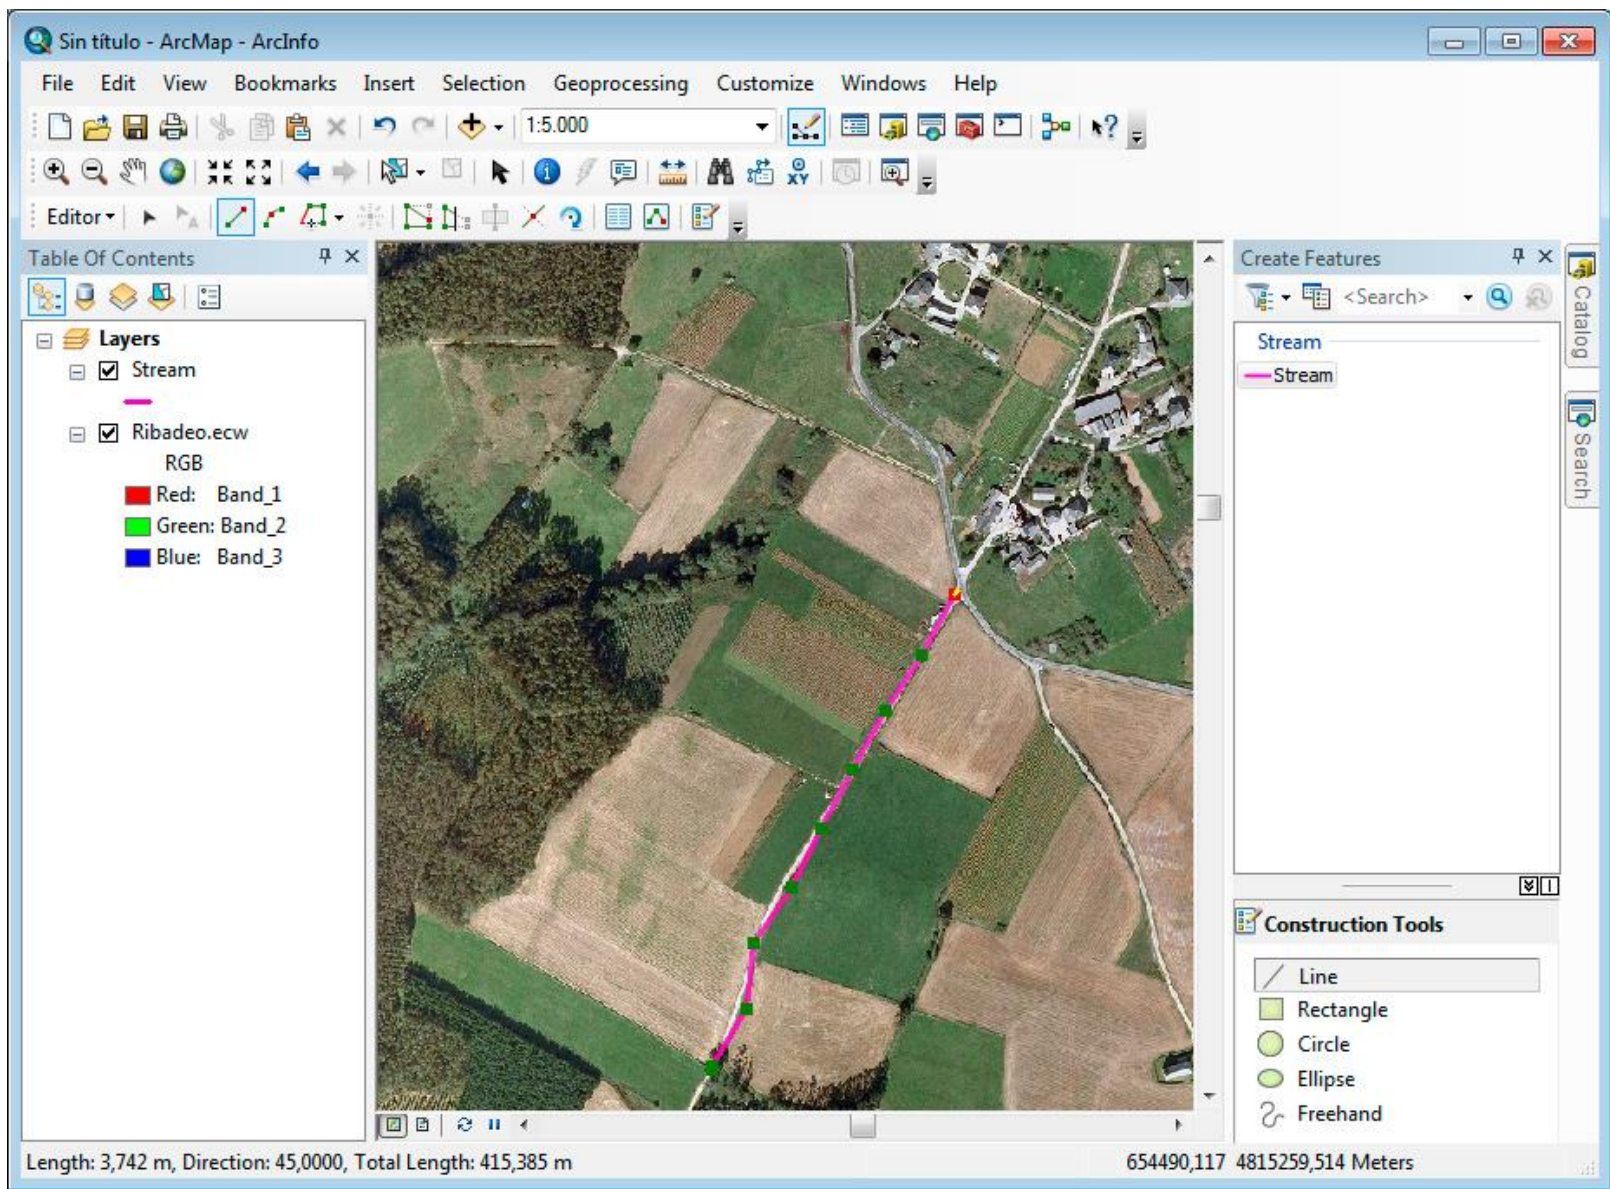 Sin título - ArcMap - ArcInfo
File Edit View Bookmarks Insert Selection Geoprocessing Customize Windows Help
1:5.000
XY
Editor
Table Of Contents
Layers
Stream
Ribadeo.ecw
RGB
Red: Band_1
Green: Band_2
Blue: Band_3
Create Features
<Search>
Stream
Stream
Catalog
Search
Construction Tools
Line
Rectangle
Circle
Ellipse
Freehand
Length: 3,742 m, Direction: 45,0000, Total Length: 415,385 m
654490,117 4815259,514 Meters